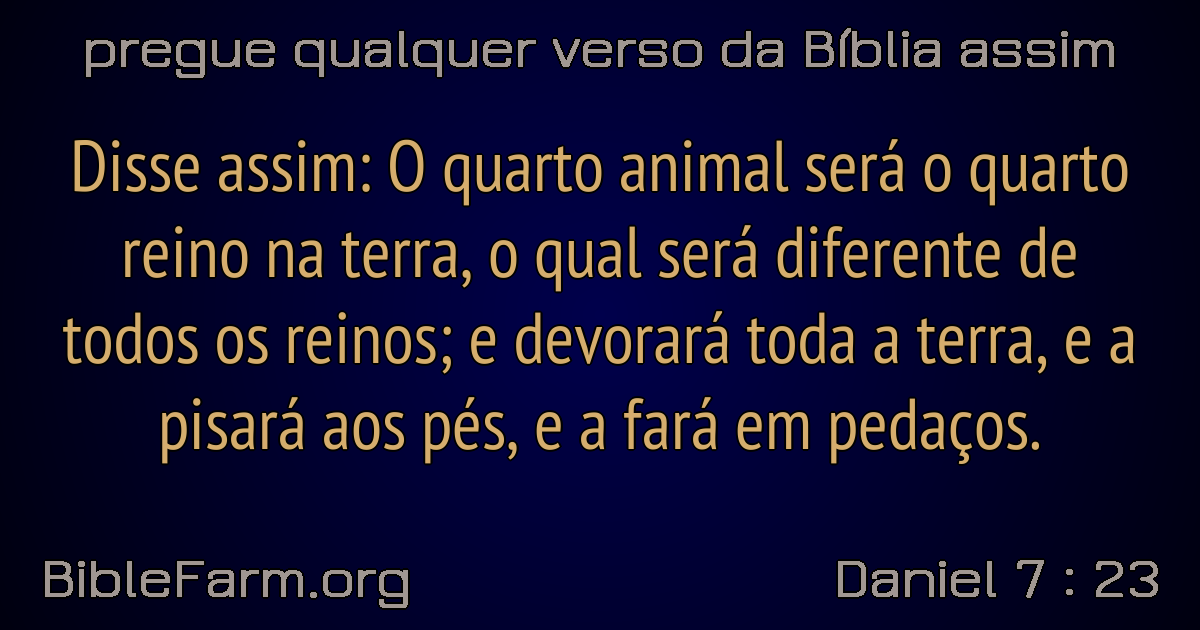 pregue qualquer verso da Bíblia assim
Disse assim: O quarto animal será o quarto
reino na terra, o qual será diferente de
todos os reinos; e devorará toda a terra, e a
pisará aos pés, e a fará em pedaços.
BibleFarm.org
Daniel 7 : 23